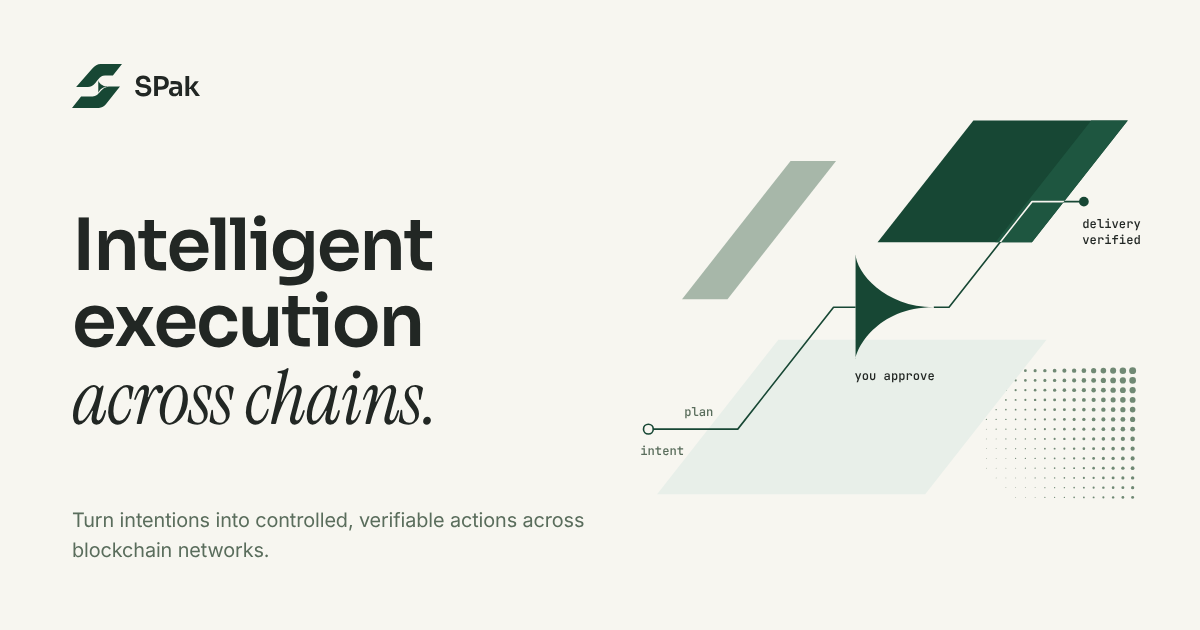 SPak
Intelligent
execution
across chains.
Turn intentions into controlled, verifiable actions across
blockchain networks.
delivery
verified
you approve
plan
intent